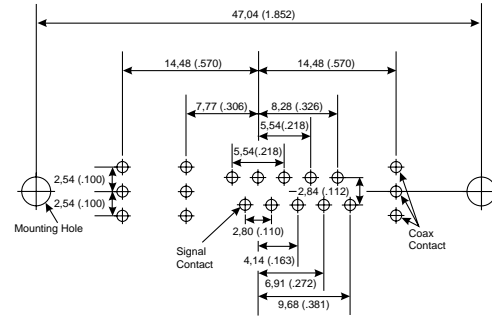 47,04 (1.852)
14,48 (.570)
14,48 (.570)
7,77 (.306)
8,28 (.326)
5,54(.218)
5,54(.218)
2,54 (.100)
2,84 (.112)
2,54 (.100)
Mounting Hole
Signal
Contact
2,80 (.110)
Coax
Contact
4,14 (.163)
6,91 (.272)
9,68 (.381)